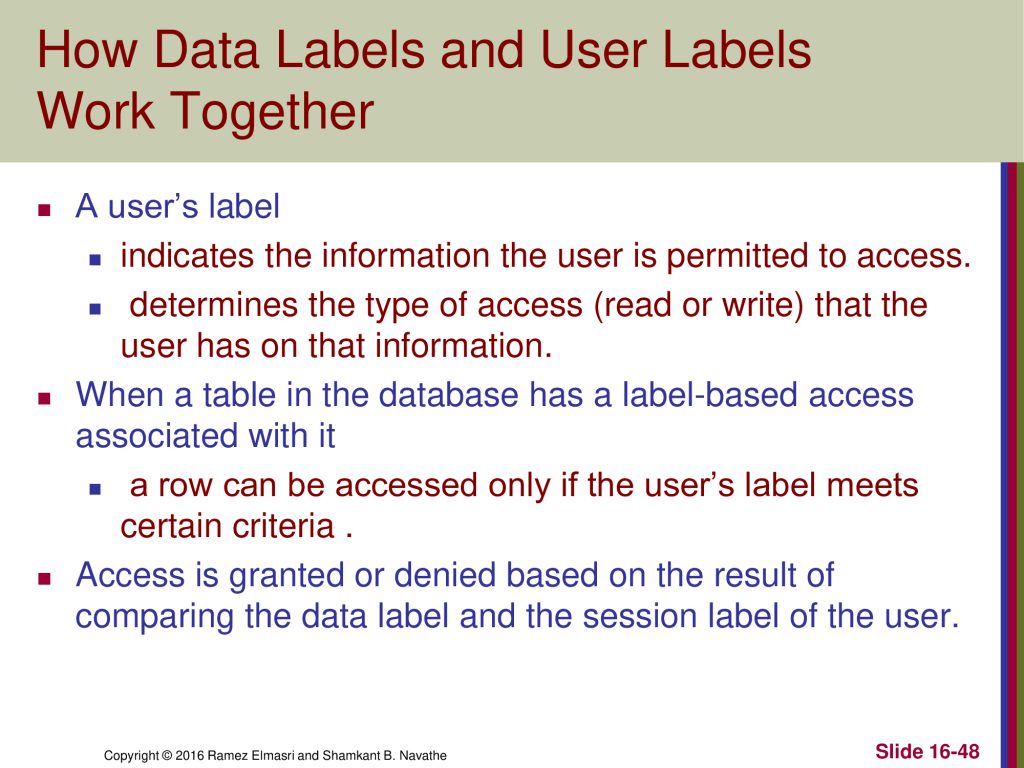 How Data Labels and User Labels
Work Together
A user’s label
indicates the information the user is permitted to access.
determines the type of access (read or write) that the
user has on that information.
When a table in the database has a label-based access
associated with it
a row can be accessed only if the user’s label meets
certain criteria .
Access is granted or denied based on the result of
comparing the data label and the session label of the user.
Copyright © 2016 Ramez Elmasri and Shamkant B. Navathe
Slide 16-48